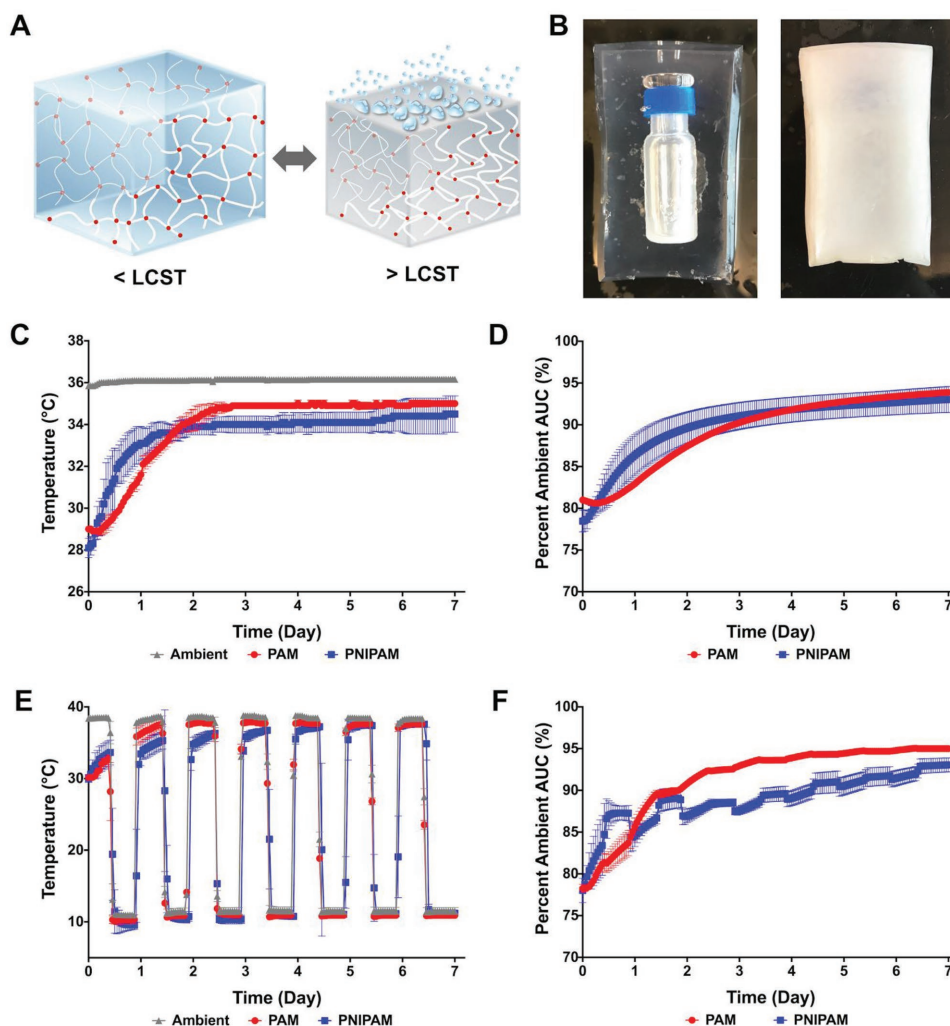 A
B
< LCST
> LCST
C
Temperature (°C)
38
36
34
32
30
28
26
0 1 2 3 4 5 6 7
Time (Day)
Ambient PAM PNIPAM
D
Percent Ambient AUC (%)
100
95
90
85
80
75
70
0 1 2 3 4 5 6 7
Time (Day)
PAM PNIPAM
E
Temperature (°C)
40
30
20
10
0 1 2 3 4 5 6 7
Time (Day)
Ambient PAM PNIPAM
F
Percent Ambient AUC (%)
100
95
90
85
80
75
70
0 1 2 3 4 5 6 7
Time (Day)
PAM PNIPAM